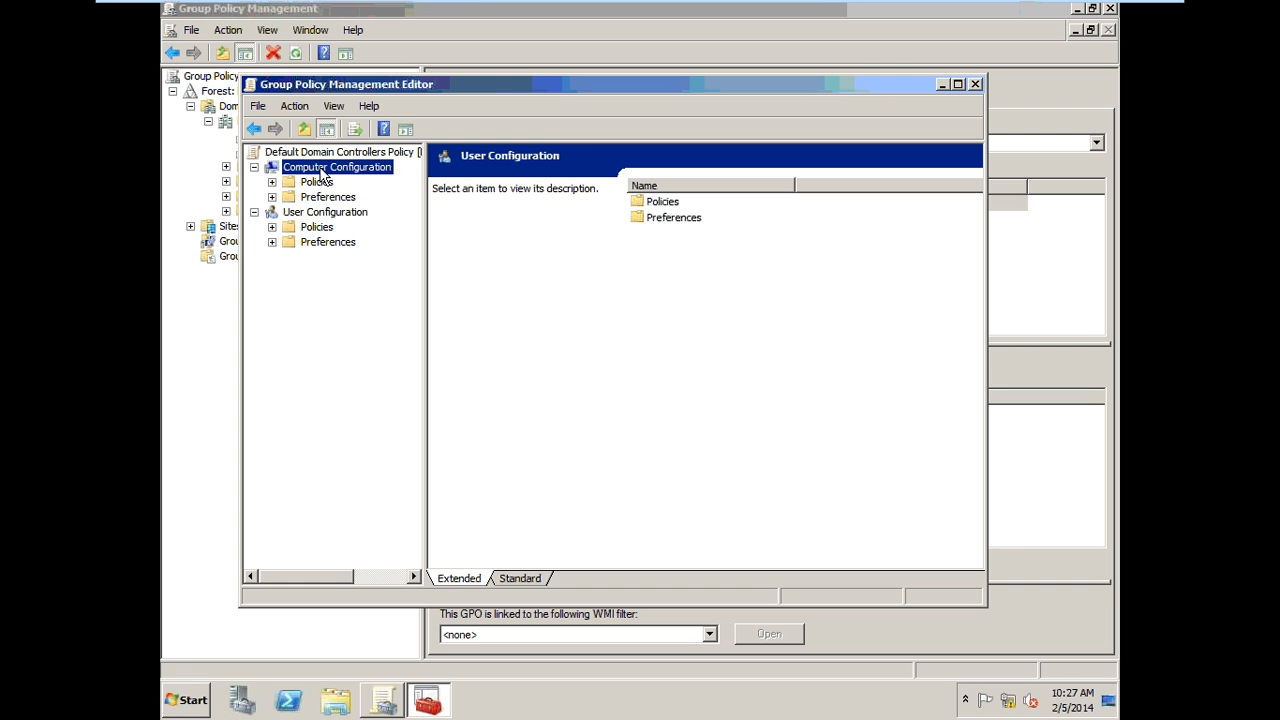 Group Policy Management
File Action View Window Help
Group Policy
Forest:
Dom
Sites
Grou
Grou
Group Policy Management Editor
File Action View Help
Default Domain Controllers Policy [
Computer Configuration
Policies
Preferences
User Configuration
Policies
Preferences
User Configuration
Select an item to view its description.
Name
Policies
Preferences
Extended Standard
This GPO is linked to the following WMI filter:
<none> Open
Start
10:27 AM
2/5/2014